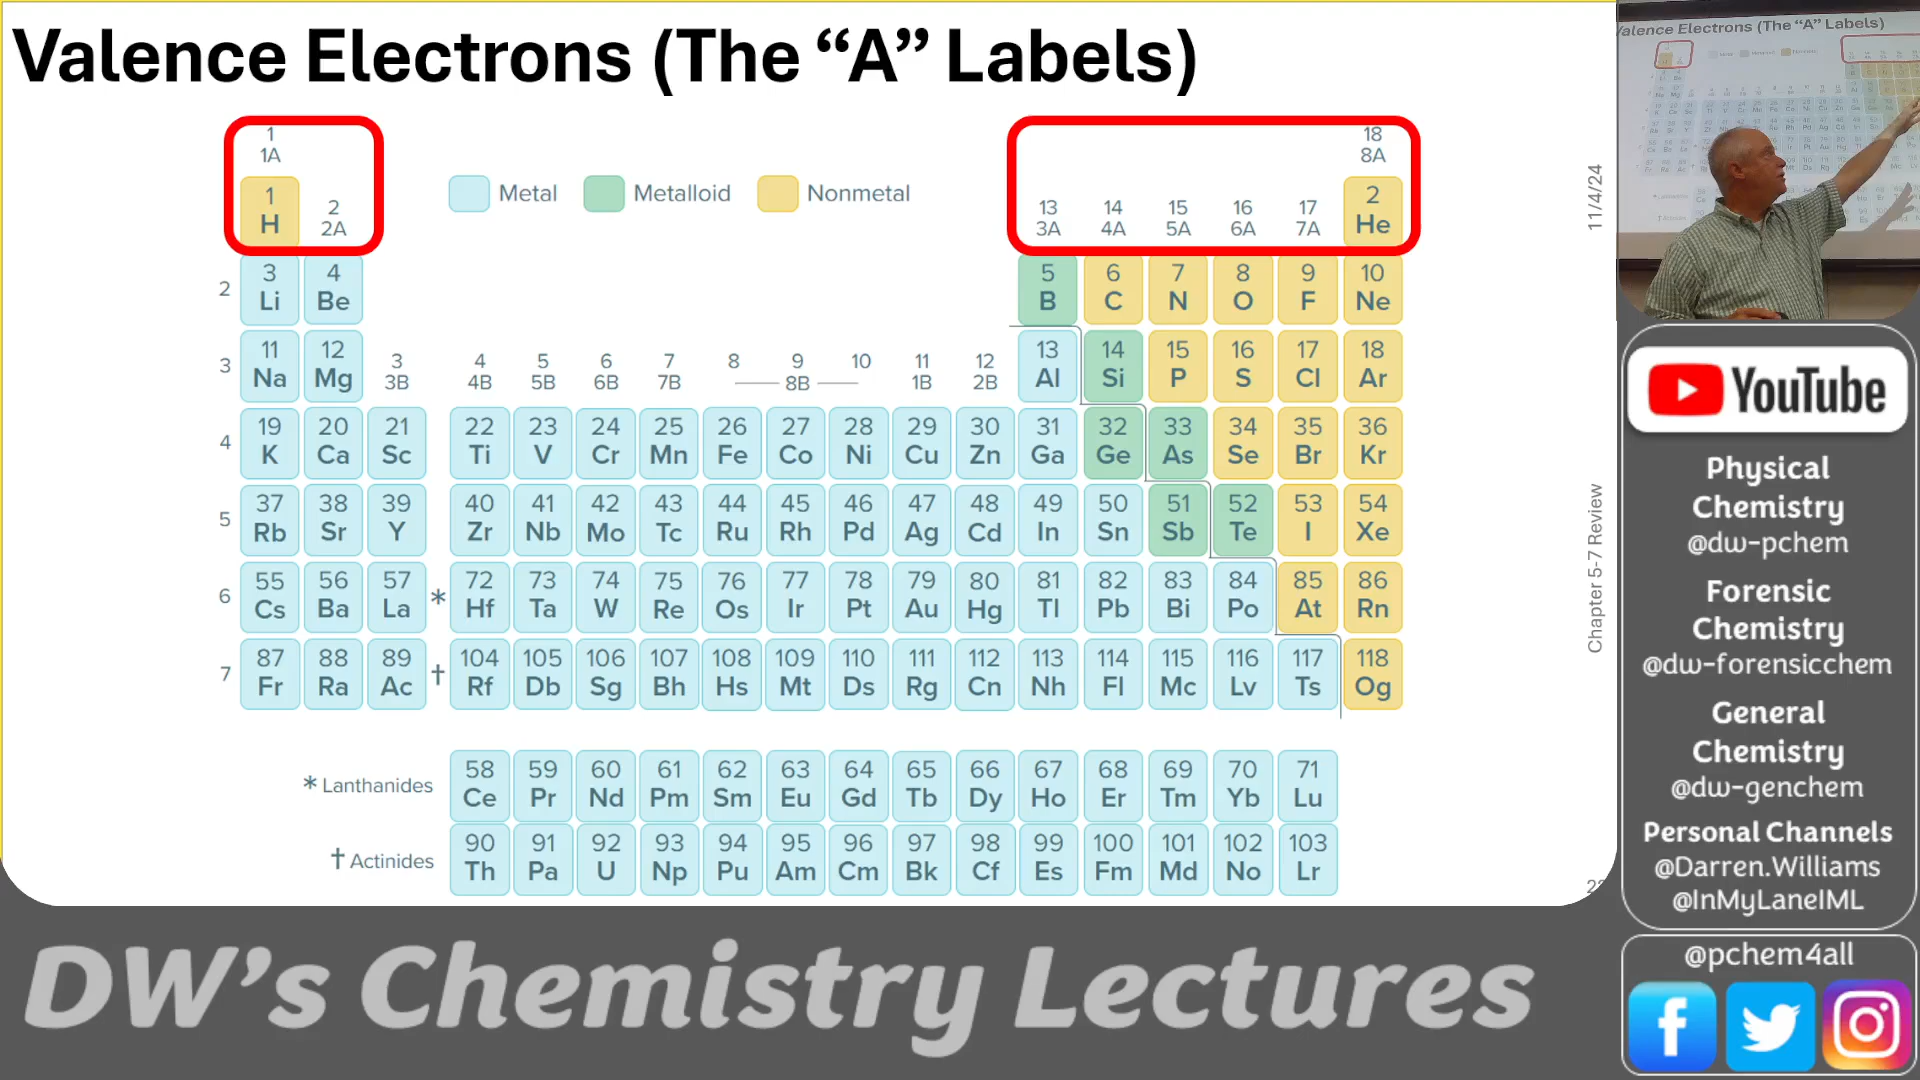 Valence Electrons (The “A” Labels)
1 18
1A 8A
1 2 Metal Metalloid Nonmetal 13 14 15 16 17 2
H 2A 3A 4A 5A 6A 7A He
3 4 5 6 7 8 9 10
2 Li Be B C N O F Ne
11 12 3 4 5 6 7 8 9 10 11 12 13 14 15 16 17 18
3 Na Mg 3B 4B 5B 6B 7B 8B 1B 2B Al Si P S Cl Ar
19 20 21 22 23 24 25 26 27 28 29 30 31 32 33 34 35 36
4 K Ca Sc Ti V Cr Mn Fe Co Ni Cu Zn Ga Ge As Se Br Kr
37 38 39 40 41 42 43 44 45 46 47 48 49 50 51 52 53 54
5 Rb Sr Y Zr Nb Mo Tc Ru Rh Pd Ag Cd In Sn Sb Te I Xe
55 56 57 72 73 74 75 76 77 78 79 80 81 82 83 84 85 86
6 Cs Ba La * Hf Ta W Re Os Ir Pt Au Hg Tl Pb Bi Po At Rn
87 88 89 104 105 106 107 108 109 110 111 112 113 114 115 116 117 118
7 Fr Ra Ac † Rf Db Sg Bh Hs Mt Ds Rg Cn Nh Fl Mc Lv Ts Og
58 59 60 61 62 63 64 65 66 67 68 69 70 71
* Lanthanides Ce Pr Nd Pm Sm Eu Gd Tb Dy Ho Er Tm Yb Lu
90 91 92 93 94 95 96 97 98 99 100 101 102 103
† Actinides Th Pa U Np Pu Am Cm Bk Cf Es Fm Md No Lr
11/4/24
Chapter 5-7 Review
Valence Electrons (The “A” Labels)
YouTube
Physical
Chemistry
@dw-pchem
Forensic
Chemistry
@dw-forensicchem
General
Chemistry
@dw-genchem
Personal Channels
@Darren.Williams
@InMyLaneIML
@pchem4all
DW’s Chemistry Lectures